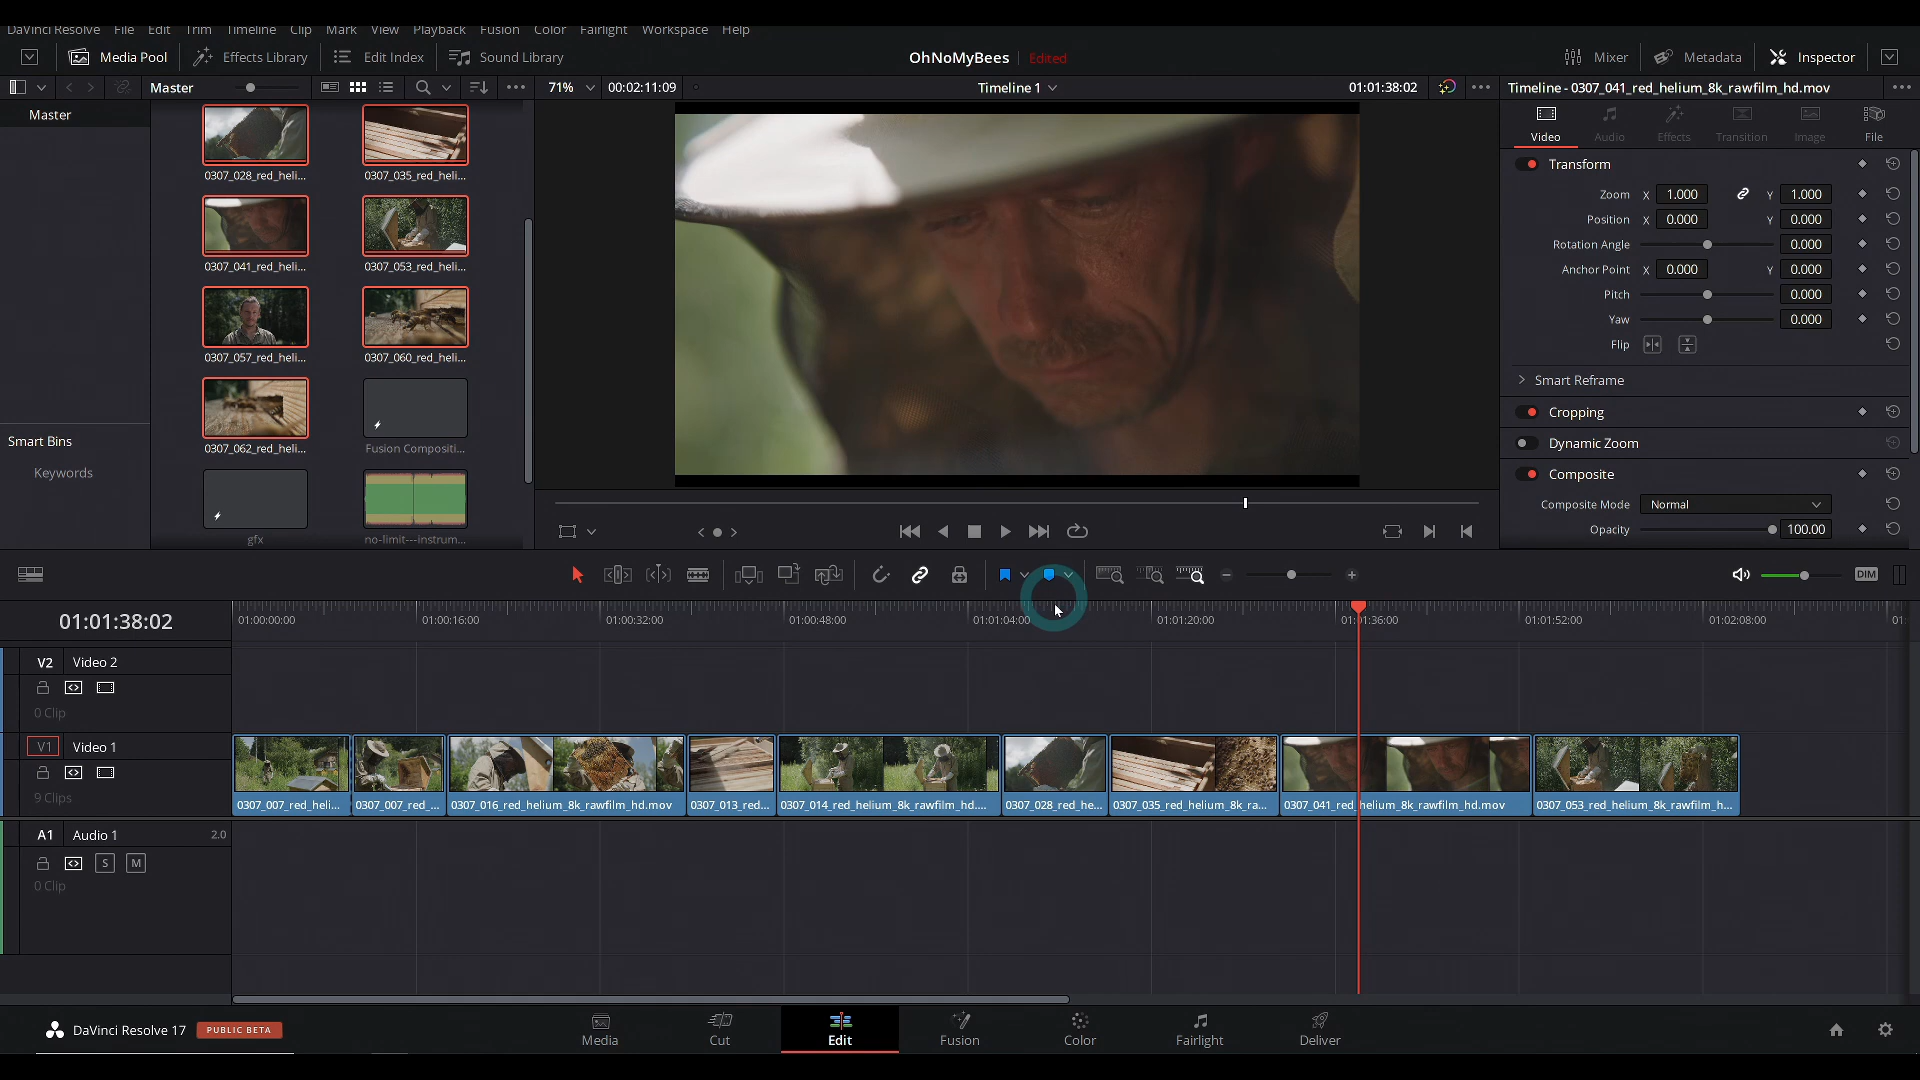 DaVinci Resolve File Edit Trim Timeline Clip Mark View Playback Fusion Color Fairlight Workspace Help
Media Pool Effects Library Edit Index Sound Library OhNoMyBees Edited Mixer Metadata Inspector
Master 71% 00:02:11:09 Timeline 1 01:01:38:02 Timeline - 0307_041_red_helium_8k_rawfilm_hd.mov
Master
Video Audio Effects Transition Image File
0307_028_red_heli... 0307_035_red_heli...
0307_041_red_heli... 0307_053_red_heli...
0307_057_red_heli... 0307_060_red_heli...
0307_062_red_heli... Fusion Compositi...
gfx no-limit---instrum...
Smart Bins
Keywords
Transform
Zoom X 1.000 Y 1.000
Position X 0.000 Y 0.000
Rotation Angle 0.000
Anchor Point X 0.000 Y 0.000
Pitch 0.000
Yaw 0.000
Flip
Smart Reframe
Cropping
Dynamic Zoom
Composite
Composite Mode Normal
Opacity 100.00
DIM
01:01:38:02
01:00:00:00 01:00:16:00 01:00:32:00 01:00:48:00 01:01:04:00 01:01:20:00 01:01:36:00 01:01:52:00 01:02:08:00 01:
V2 Video 2
0 Clip
V1 Video 1
9 Clips
0307_007_red_heli... 0307_007_red_... 0307_016_red_helium_8k_rawfilm_hd.mov 0307_013_red... 0307_014_red_helium_8k_rawfilm_hd.... 0307_028_red_he... 0307_035_red_helium_8k_ra... 0307_041_red_helium_8k_rawfilm_hd.mov 0307_053_red_helium_8k_rawfilm_h...
A1 Audio 1 2.0
S M
0 Clip
DaVinci Resolve 17 PUBLIC BETA
Media Cut Edit Fusion Color Fairlight Deliver